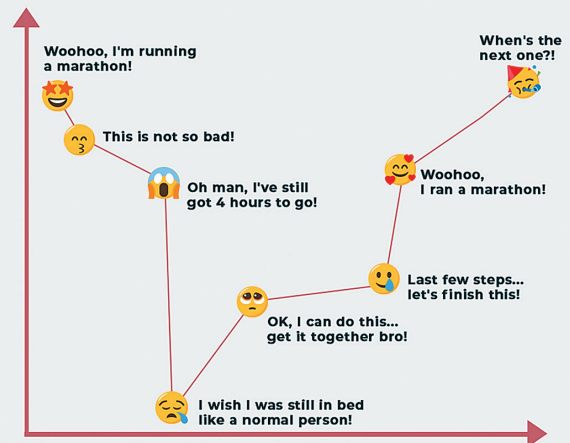 Woohoo, I'm running
a marathon!
This is not so bad!
Oh man, I've still
got 4 hours to go!
I wish I was still in bed
like a normal person!
OK, I can do this...
get it together bro!
Last few steps...
let's finish this!
Woohoo,
I ran a marathon!
When's the
next one?!